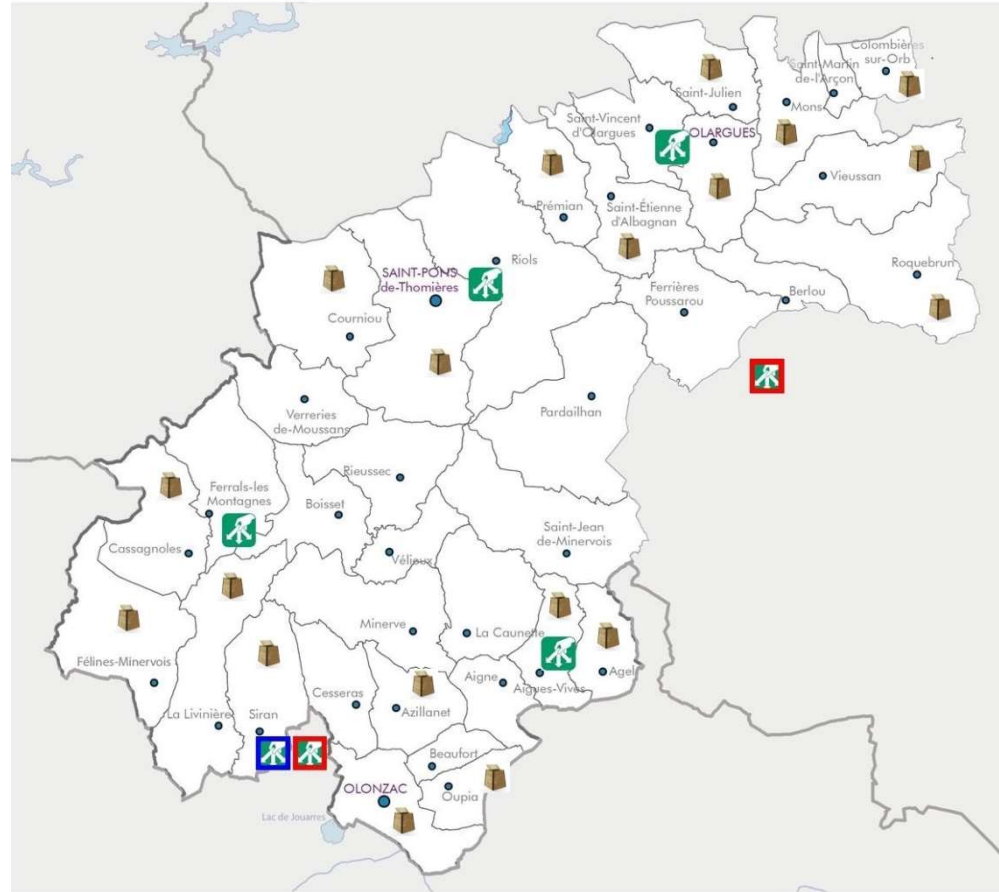 Colombières
sur-Orb
Saint-Martin
de-l'Arçon
Saint-Julien
Mons
Saint-Vincent
d'Olargues
OLARGUES
Vieussan
Prémian
Saint-Étienne
d'Albagnan
Roquebrun
Riols
SAINT-PONS
de-Thomières
Ferrières
Poussarou
Berlou
Courniou
Pardailhan
Verreries
de-Moussans
Rieussec
Ferrals-les
Montagnes
Boisset
Saint-Jean
de-Minervois
Cassagnoles
Vélieux
Minerve
La Caunette
Félines-Minervois
Aigne
Agel
Aigues-Vives
Cesseras
La Livinière
Siran
Azillanet
Beaufort
OLONZAC
Oupia
Lac de Jouarres